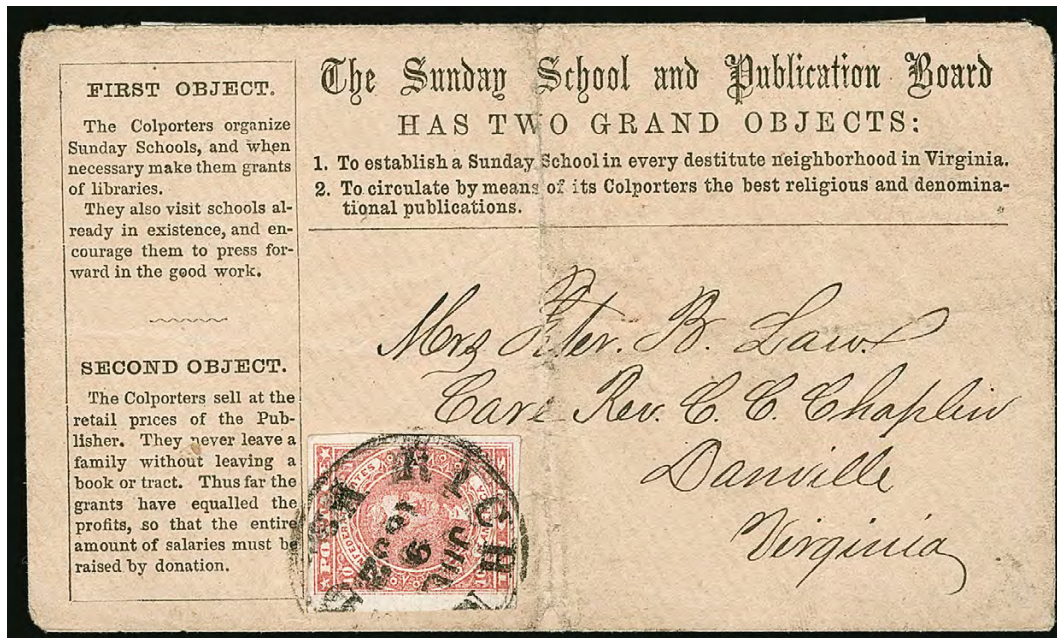 FIRST OBJECT.
The Colporters organize
Sunday Schools, and when
necessary make them grants
of libraries.
They also visit schools al-
ready in existence, and en-
courage them to press for-
ward in the good work.
SECOND OBJECT.
The Colporters sell at the
retail prices of the Pub-
lisher. They never leave a
family without leaving a
book or tract. Thus far the
grants have equalled the
profits, so that the entire
amount of salaries must be
raised by donation.
The Sunday School and Publication Board
HAS TWO GRAND OBJECTS:
1. To establish a Sunday School in every destitute neighborhood in Virginia.
2. To circulate by means of its Colporters the best religious and denomina-
tional publications.
Mrs Peter. B. Law.
Care Rev. C. C. Chaplin
Danville
Virginia
RICH